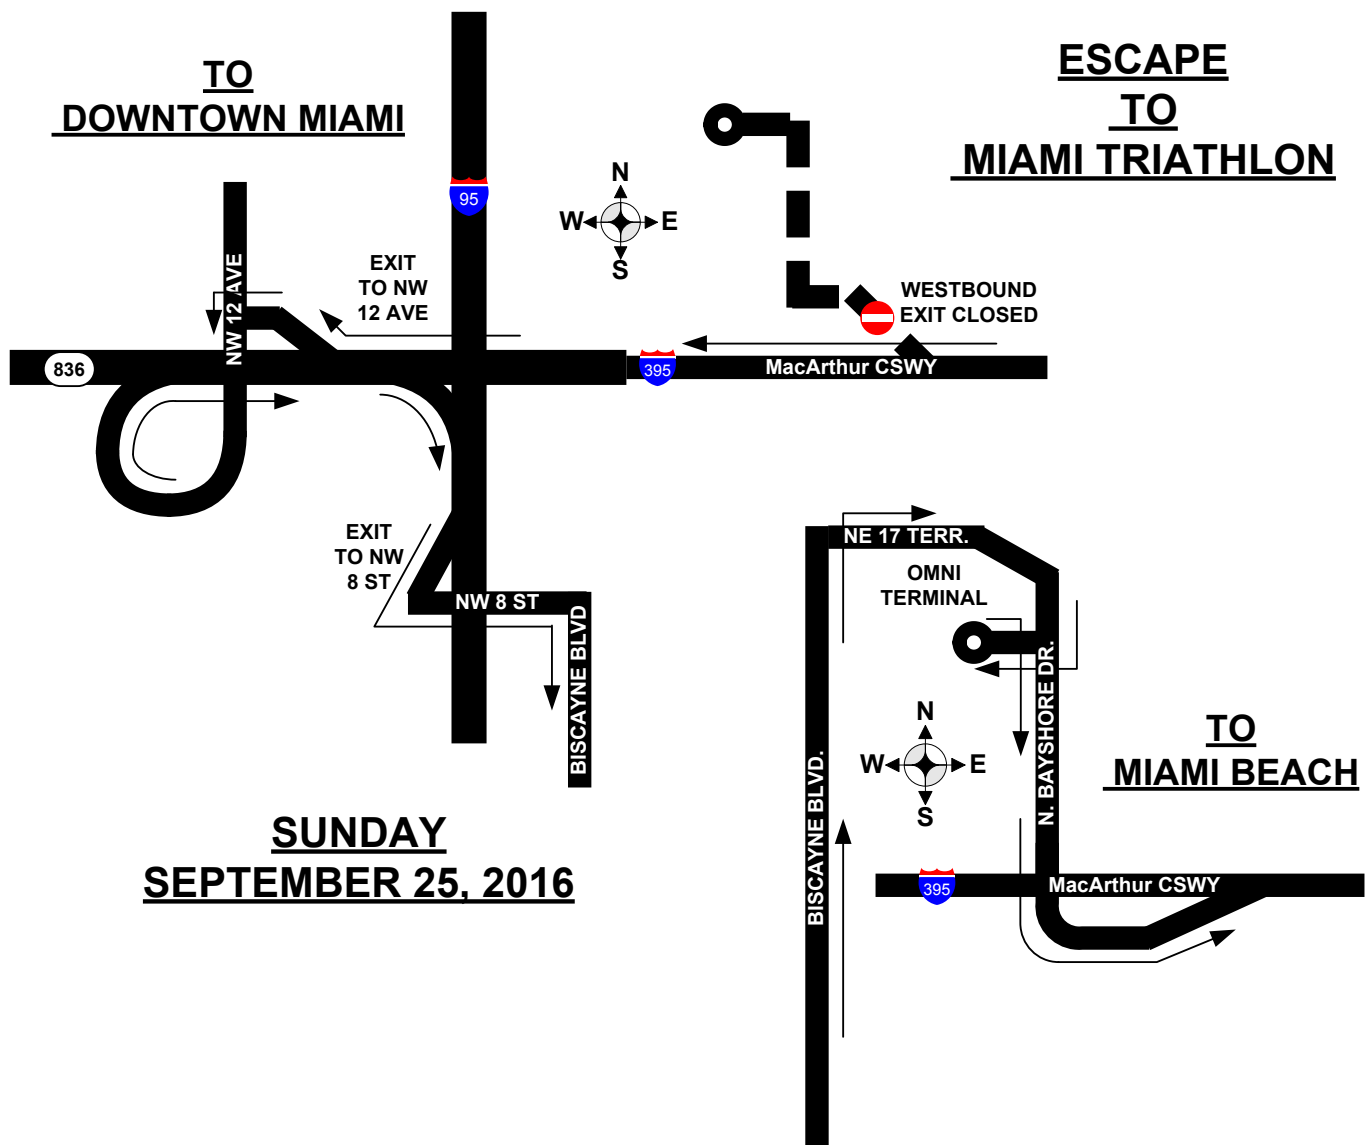 TO
DOWNTOWN MIAMI
ESCAPE
TO
MIAMI TRIATHLON
95
N
W E
S
NW 12 AVE
EXIT
TO NW
12 AVE
WESTBOUND
EXIT CLOSED
836
395
MacArthur CSWY
EXIT
TO NW
8 ST
NW 8 ST
BISCAYNE BLVD
NE 17 TERR.
OMNI
TERMINAL
N. BAYSHORE DR.
N
W E
S
BISCAYNE BLVD.
TO
MIAMI BEACH
395
MacArthur CSWY
SUNDAY
SEPTEMBER 25, 2016